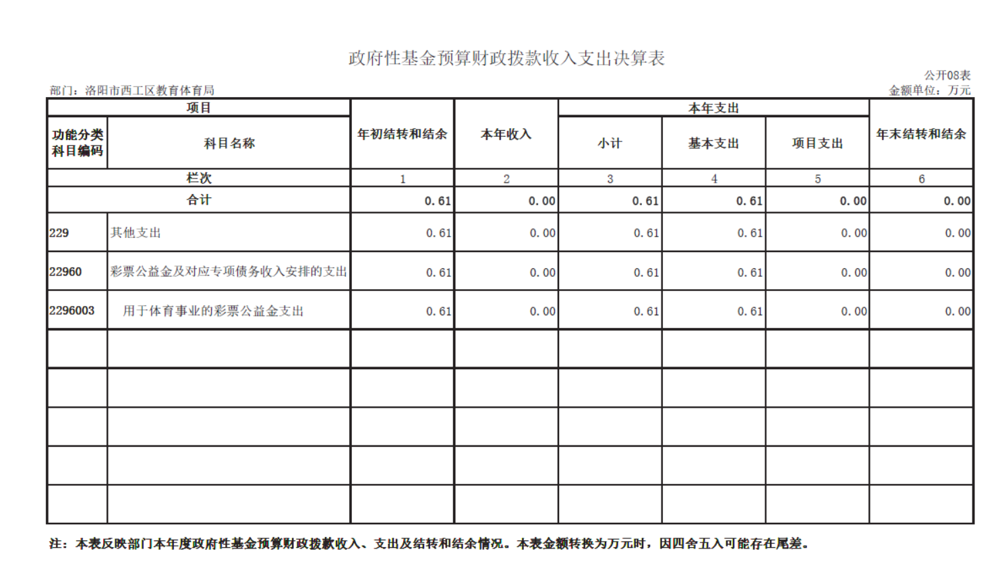 政府性基金预算财政拨款收入支出决算表
公开08表
部门：洛阳市西工区教育体育局
金额单位：万元
项目
年初结转和结余
本年收入
本年支出
年末结转和结余
功能分类
科目编码
科目名称
小计
基本支出
项目支出
栏次 1 2 3 4 5 6
合计 0.61 0.00 0.61 0.61 0.00 0.00
229 其他支出 0.61 0.00 0.61 0.61 0.00 0.00
22960 彩票公益金及对应专项债务收入安排的支出 0.61 0.00 0.61 0.61 0.00 0.00
2296003 用于体育事业的彩票公益金支出 0.61 0.00 0.61 0.61 0.00 0.00
注：本表反映部门本年度政府性基金预算财政拨款收入、支出及结转和结余情况。本表金额转换为万元时，因四舍五入可能存在尾差。